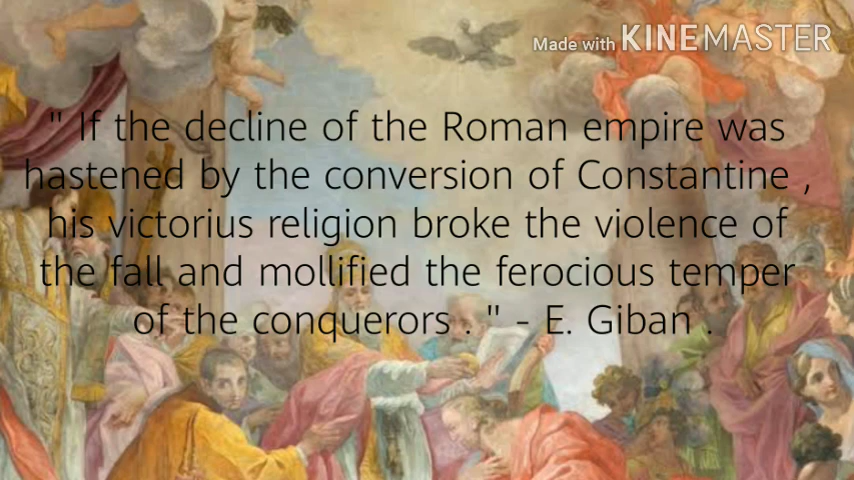 Made with KINEMASTER
" If the decline of the Roman empire was
hastened by the conversion of Constantine ,
his victorius religion broke the violence of
the fall and mollified the ferocious temper
of the conquerors . " - E. Giban .